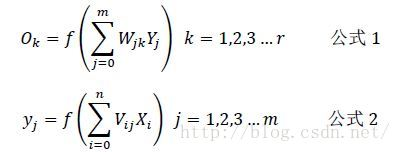 O_k = f(∑_{j=0}^{m} W_{jk}Y_j) k = 1,2,3 … r 公式 1
y_j = f(∑_{i=0}^{n} V_{ij}X_i) j = 1,2,3 … m 公式 2
http://blog.csdn.net/